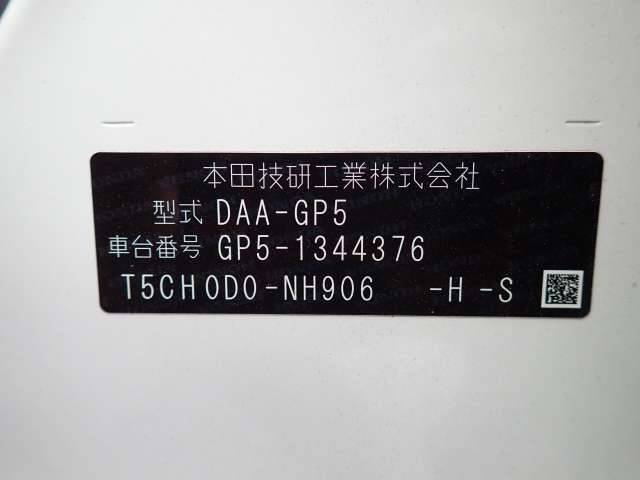 本田技研工業株式会社
型式 DAA-GP5
車台番号 GP5-1344376
T5CH0D0-NH906 -H -S